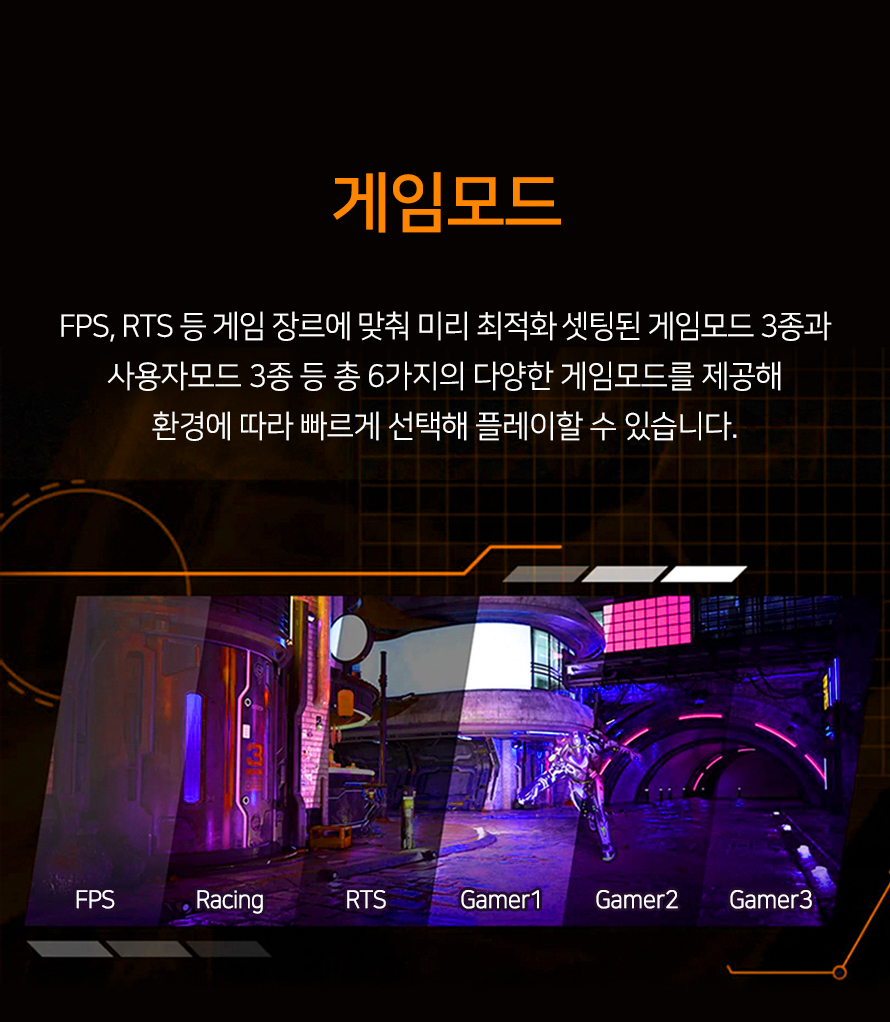 게임모드
FPS, RTS 등 게임 장르에 맞춰 미리 최적화 셋팅된 게임모드 3종과
사용자모드 3종 등 총 6가지의 다양한 게임모드를 제공해
환경에 따라 빠르게 선택해 플레이할 수 있습니다.
13
FPS Racing RTS Gamer1 Gamer2 Gamer3